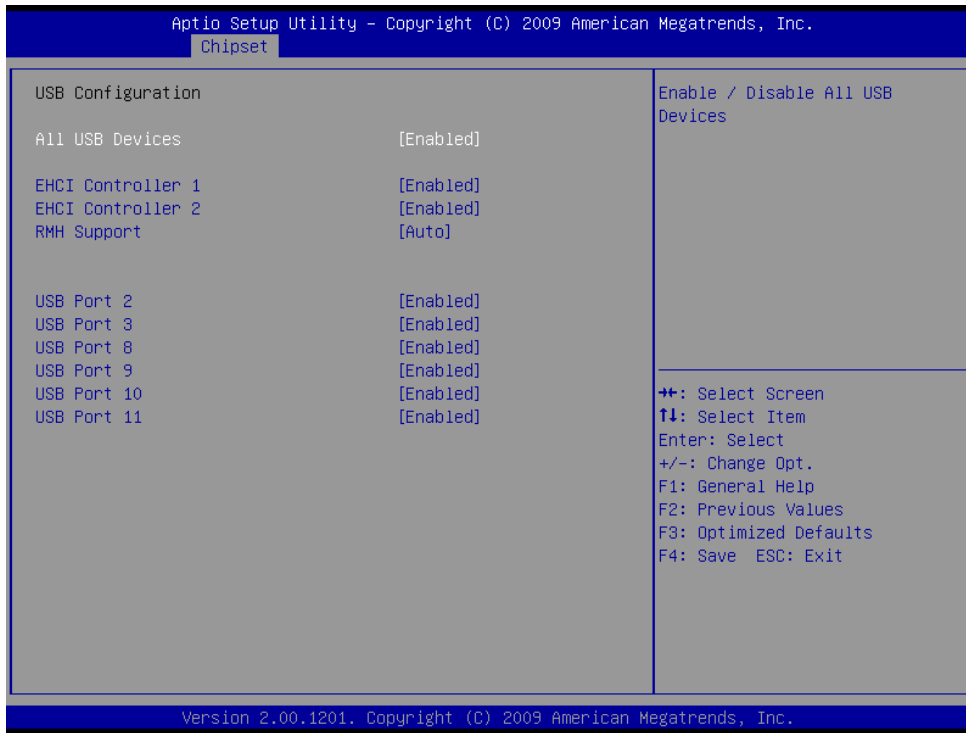 Aptio Setup Utility – Copyright (C) 2009 American Megatrends, Inc.
Chipset
USB Configuration
All USB Devices [Enabled]
EHCI Controller 1 [Enabled]
EHCI Controller 2 [Enabled]
RMH Support [Auto]
USB Port 2 [Enabled]
USB Port 3 [Enabled]
USB Port 8 [Enabled]
USB Port 9 [Enabled]
USB Port 10 [Enabled]
USB Port 11 [Enabled]
Enable / Disable All USB
Devices
→←: Select Screen
↑↓: Select Item
Enter: Select
+/-: Change Opt.
F1: General Help
F2: Previous Values
F3: Optimized Defaults
F4: Save ESC: Exit
Version 2.00.1201. Copyright (C) 2009 American Megatrends, Inc.